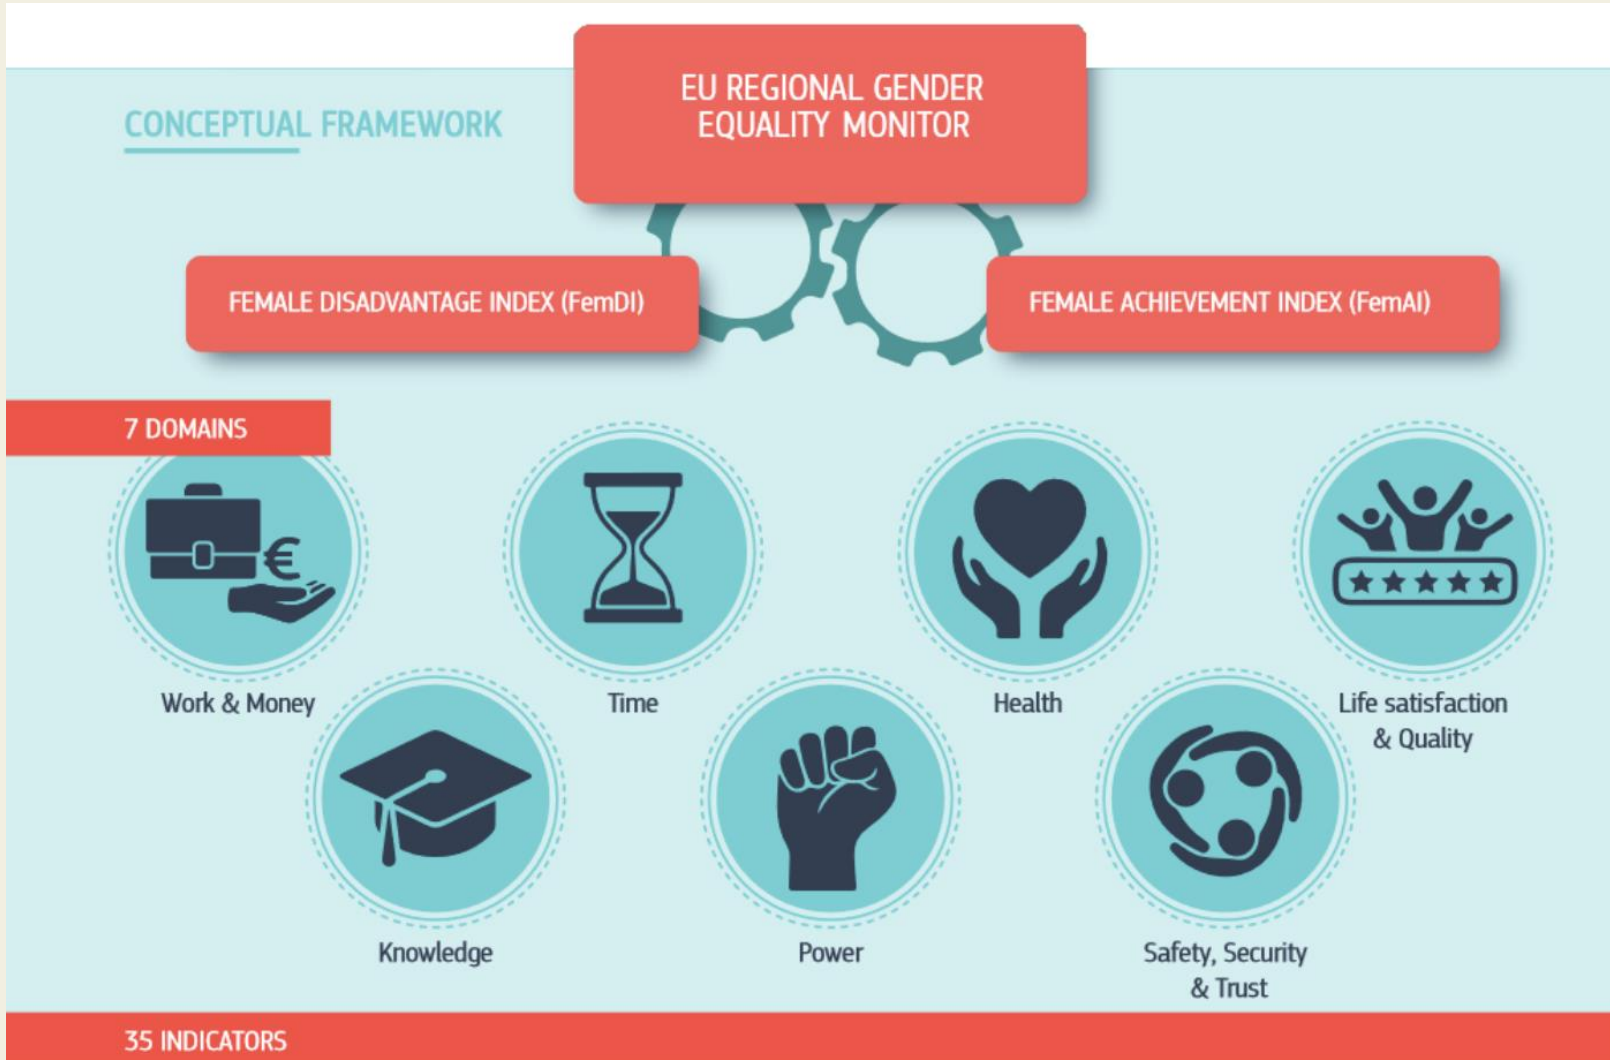 EU REGIONAL GENDER
EQUALITY MONITOR
CONCEPTUAL FRAMEWORK
FEMALE DISADVANTAGE INDEX (FemDI)
FEMALE ACHIEVEMENT INDEX (FemAI)
7 DOMAINS
€
Work & Money
Time
Health
Life satisfaction
& Quality
Knowledge
Power
Safety, Security
& Trust
35 INDICATORS